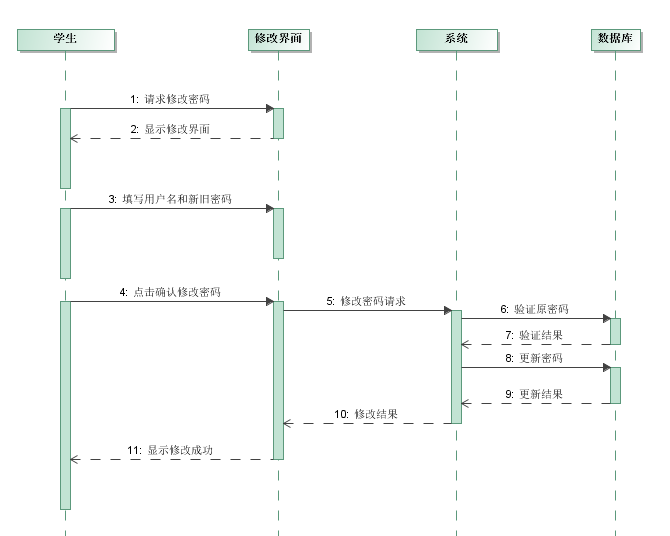 学生
修改界面
系统
数据库
1: 请求修改密码
2: 显示修改界面
3: 填写用户名和新旧密码
4: 点击确认修改密码
5: 修改密码请求
6: 验证原密码
7: 验证结果
8: 更新密码
9: 更新结果
10: 修改结果
11: 显示修改成功